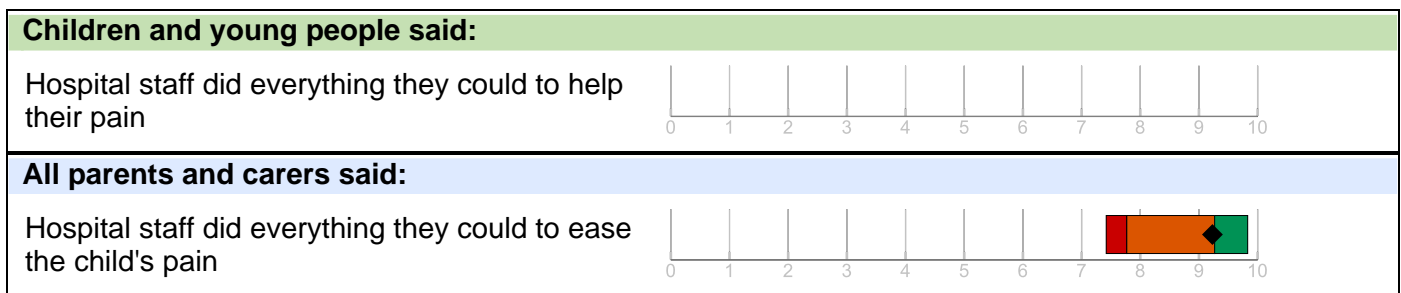 Children and young people said:
Hospital staff did everything they could to help
their pain
0 1 2 3 4 5 6 7 8 9 10
All parents and carers said:
Hospital staff did everything they could to ease
the child's pain
0 1 2 3 4 5 6 7 8 9 10